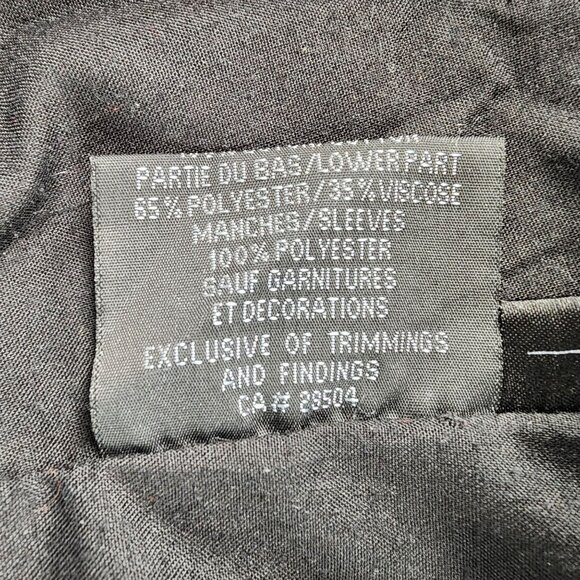 PARTIE DU BAS/LOWER PART
65% POLYESTER/35% VISCOSE
MANCHES/SLEEVES
100% POLYESTER
SAUF GARNITURES
ET DECORATIONS
EXCLUSIVE OF TRIMMINGS
AND FINDINGS
CA# 28504